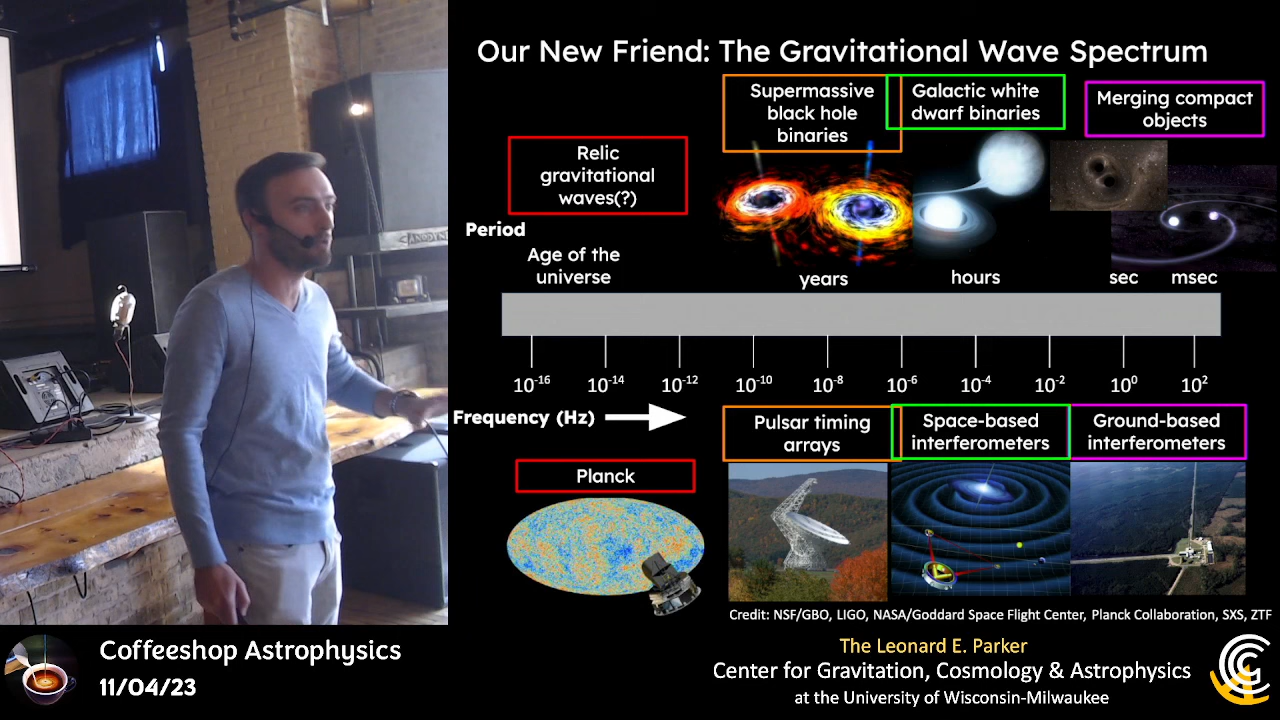 Our New Friend: The Gravitational Wave Spectrum
Supermassive
black hole
binaries
Galactic white
dwarf binaries
Merging compact
objects
Relic
gravitational
waves(?)
Period
Age of the
universe
years
hours
sec
msec
10⁻¹⁶ 10⁻¹⁴ 10⁻¹² 10⁻¹⁰ 10⁻⁸ 10⁻⁶ 10⁻⁴ 10⁻² 10⁰ 10²
Frequency (Hz)
Pulsar timing
arrays
Space-based
interferometers
Ground-based
interferometers
Planck
Credit: NSF/GBO, LIGO, NASA/Goddard Space Flight Center, Planck Collaboration, SXS, ZTF
Coffeeshop Astrophysics
11/04/23
The Leonard E. Parker
Center for Gravitation, Cosmology & Astrophysics
at the University of Wisconsin-Milwaukee